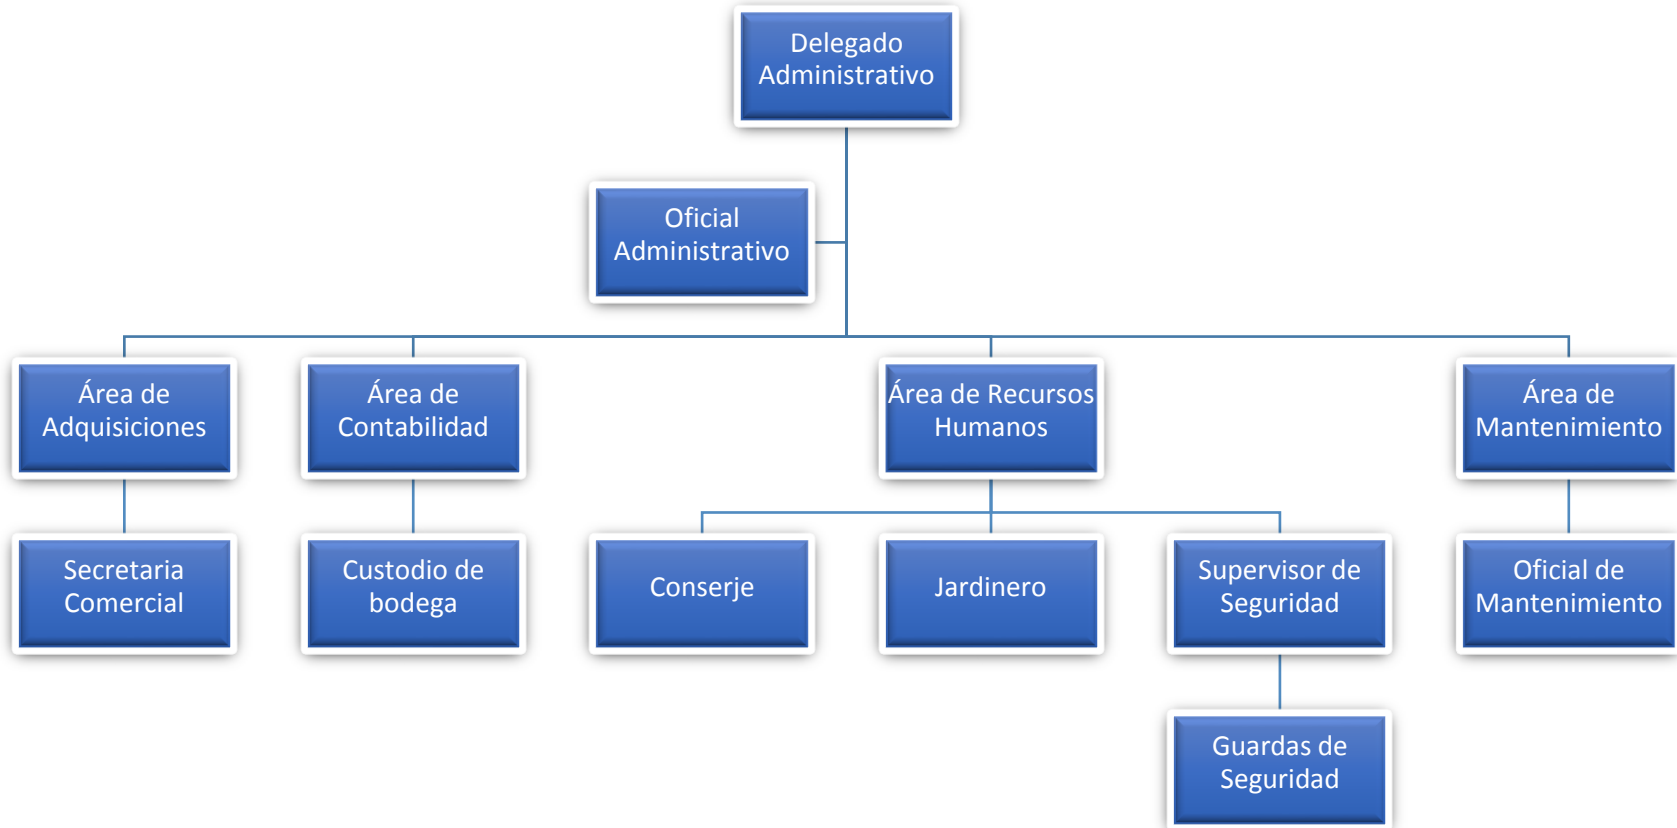 Delegado
Administrativo
Oficial
Administrativo
Área de
Adquisiciones
Área de
Contabilidad
Área de Recursos
Humanos
Área de
Mantenimiento
Secretaria
Comercial
Custodio de
bodega
Conserje
Jardinero
Supervisor de
Seguridad
Oficial de
Mantenimiento
Guardas de
Seguridad